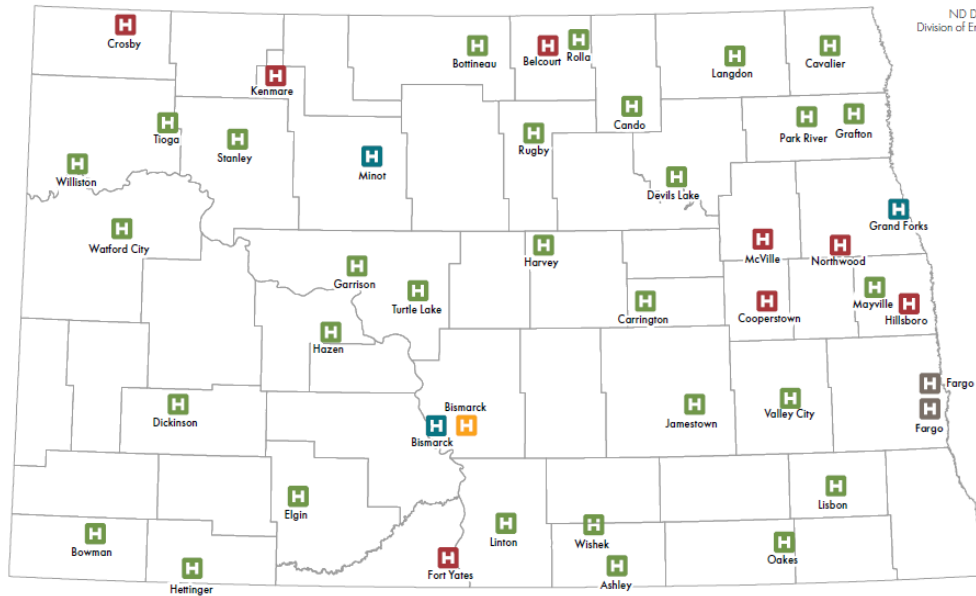 ND D
Division of Er
H Crosby
H Bottineau
H Belcourt
H Rolla
H Langdon
H Cavalier
H Kenmare
H Tioga
H Stanley
H Minot
H Rugby
H Cando
H Park River
H Grafton
H Williston
H Devils Lake
H Grand Forks
H Watford City
H Harvey
H McVille
H Northwood
H Garrison
H Turtle Lake
H Carrington
H Cooperstown
H Mayville
H Hillsboro
H Hazen
H Fargo
H Dickinson
Bismarck
H
H Bismarck
H Jamestown
H Valley City
H Fargo
H Elgin
H Lisbon
H Bowman
H Linton
H Wishek
H Oakes
H Hettinger
H Fort Yates
H Ashley